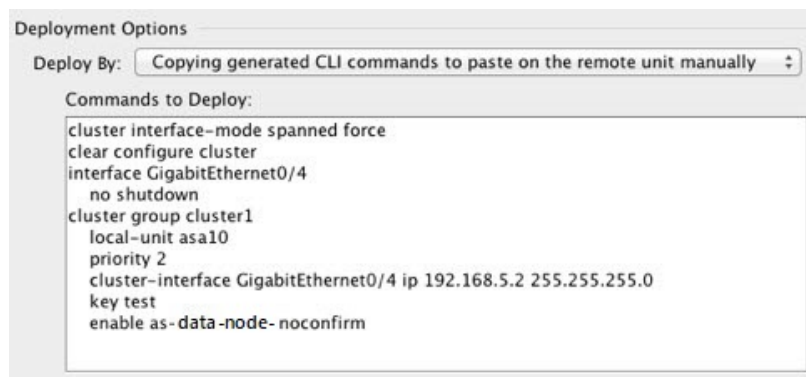 Deployment Options
Deploy By: Copying generated CLI commands to paste on the remote unit manually
Commands to Deploy:
cluster interface-mode spanned force
clear configure cluster
interface GigabitEthernet0/4
no shutdown
cluster group cluster1
local-unit asa10
priority 2
cluster-interface GigabitEthernet0/4 ip 192.168.5.2 255.255.255.0
key test
enable as-data-node-noconfirm